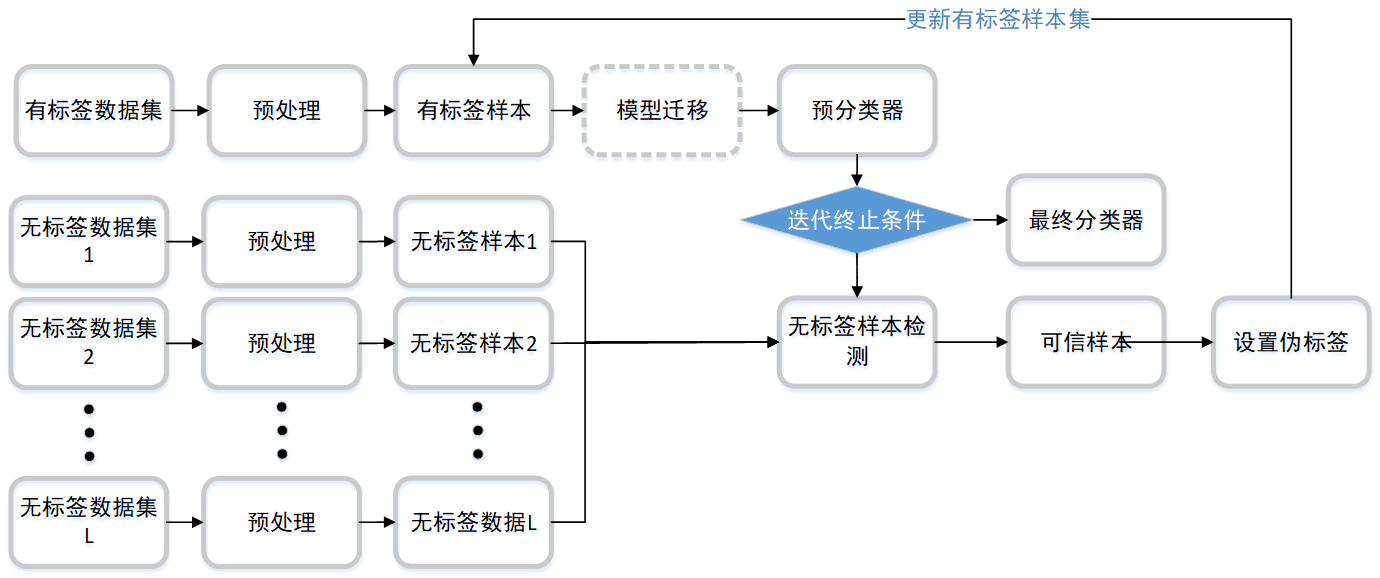 更新有标签样本集
有标签数据集
预处理
有标签样本
模型迁移
预分类器
迭代终止条件
最终分类器
无标签数据集
1
预处理
无标签样本1
无标签数据集
2
预处理
无标签样本2
无标签样本检
测
可信样本
设置伪标签
无标签数据集
L
预处理
无标签数据L